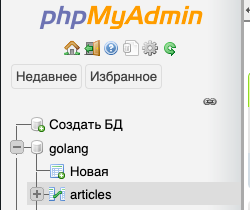 phpMyAdmin
Недавнее Избранное
Создать БД
golang
Новая
articles